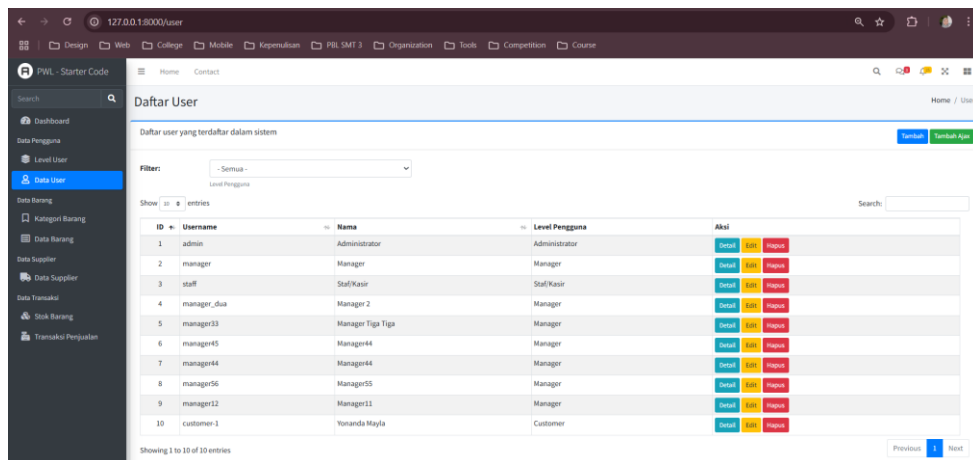 127.0.0.1:8000/user
Design Web College Mobile Kepenulisan PBL SMT 3 Organization Tools Competition Course
PWL - Starter Code
Home Contact
Search
Daftar User
Home / Use
Dashboard
Daftar user yang terdaftar dalam sistem
Tambah Tambah Ajax
Data Pengguna
Level User
Data User
Data Barang
Kategori Barang
Data Barang
Data Supplier
Data Supplier
Data Transaksi
Stok Barang
Transaksi Penjualan
Filter: - Semua -
Level Pengguna
Show 10 entries
Search:
ID Username Nama Level Pengguna Aksi
1 admin Administrator Administrator Detail Edit Hapus
2 manager Manager Manager Detail Edit Hapus
3 staff Staf/Kasir Staf/Kasir Detail Edit Hapus
4 manager_dua Manager 2 Manager Detail Edit Hapus
5 manager33 Manager Tiga Tiga Manager Detail Edit Hapus
6 manager45 Manager44 Manager Detail Edit Hapus
7 manager44 Manager44 Manager Detail Edit Hapus
8 manager56 Manager55 Manager Detail Edit Hapus
9 manager12 Manager11 Manager Detail Edit Hapus
10 customer-1 Yonanda Mayla Customer Detail Edit Hapus
Showing 1 to 10 of 10 entries
Previous 1 Next